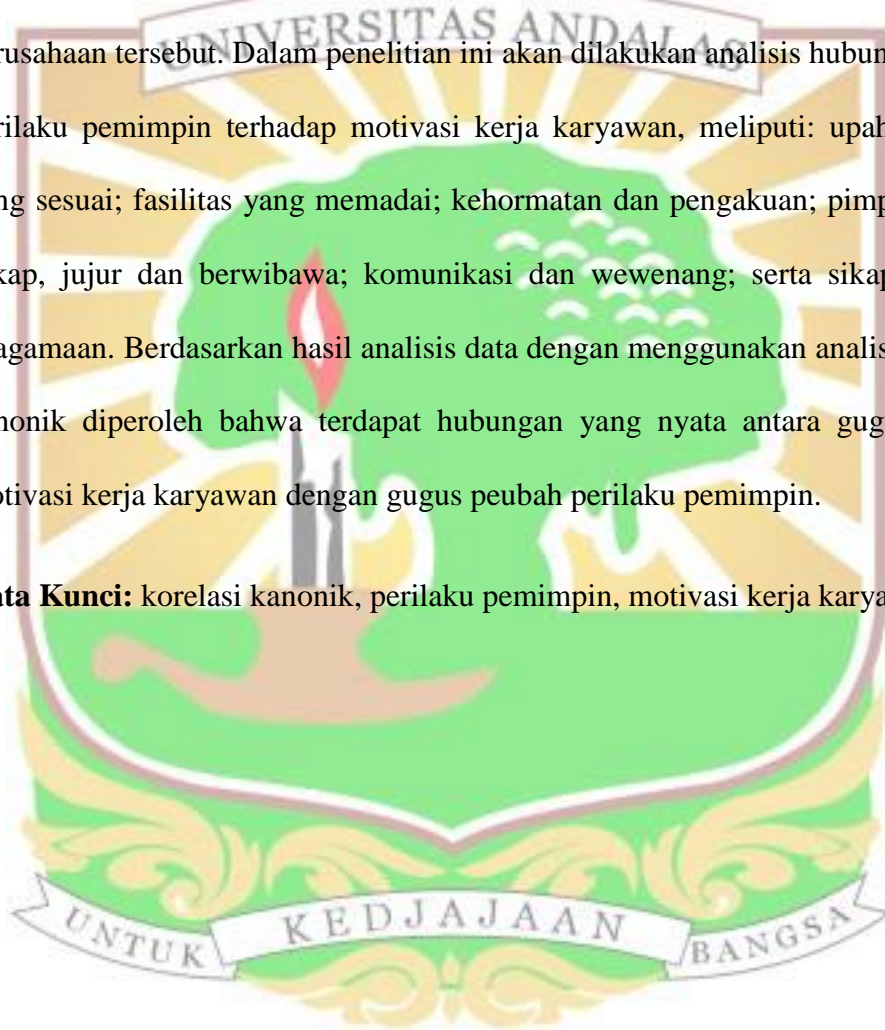 UNIVERSITAS ANDALAS
rusahaan tersebut. Dalam penelitian ini akan dilakukan analisis hubun
rilaku pemimpin terhadap motivasi kerja karyawan, meliputi: upah
ng sesuai; fasilitas yang memadai; kehormatan dan pengakuan; pimp
kap, jujur dan berwibawa; komunikasi dan wewenang; serta sikap
agamaan. Berdasarkan hasil analisis data dengan menggunakan analis
nonik diperoleh bahwa terdapat hubungan yang nyata antara gug
otivasi kerja karyawan dengan gugus peubah perilaku pemimpin.
ata Kunci: korelasi kanonik, perilaku pemimpin, motivasi kerja karya
UNTUK KEDJAJAAN BANGSA